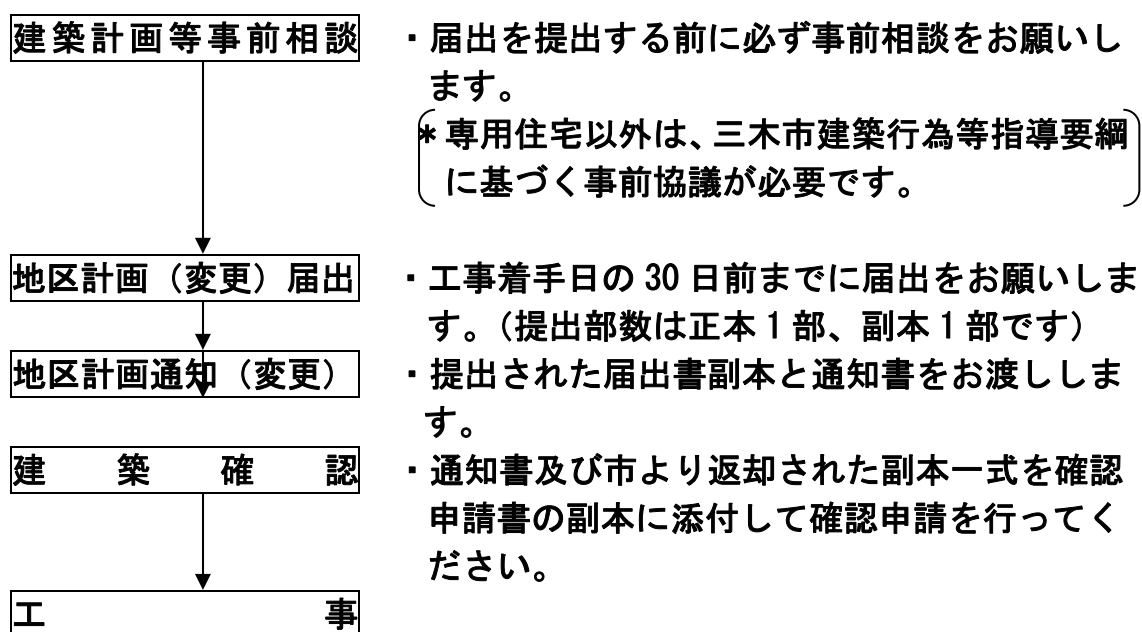 建築計画等事前相談
・届出を提出する前に必ず事前相談をお願いし
ます。
*専用住宅以外は、三木市建築行為等指導要綱
に基づく事前協議が必要です。
地区計画（変更）届出
・工事着手日の30日前までに届出をお願いしま
す。（提出部数は正本1部、副本1部です）
地区計画通知（変更）
・提出された届出書副本と通知書をお渡ししま
す。
建築確認
・通知書及び市より返却された副本一式を確認
申請書の副本に添付して確認申請を行ってく
ださい。
工事